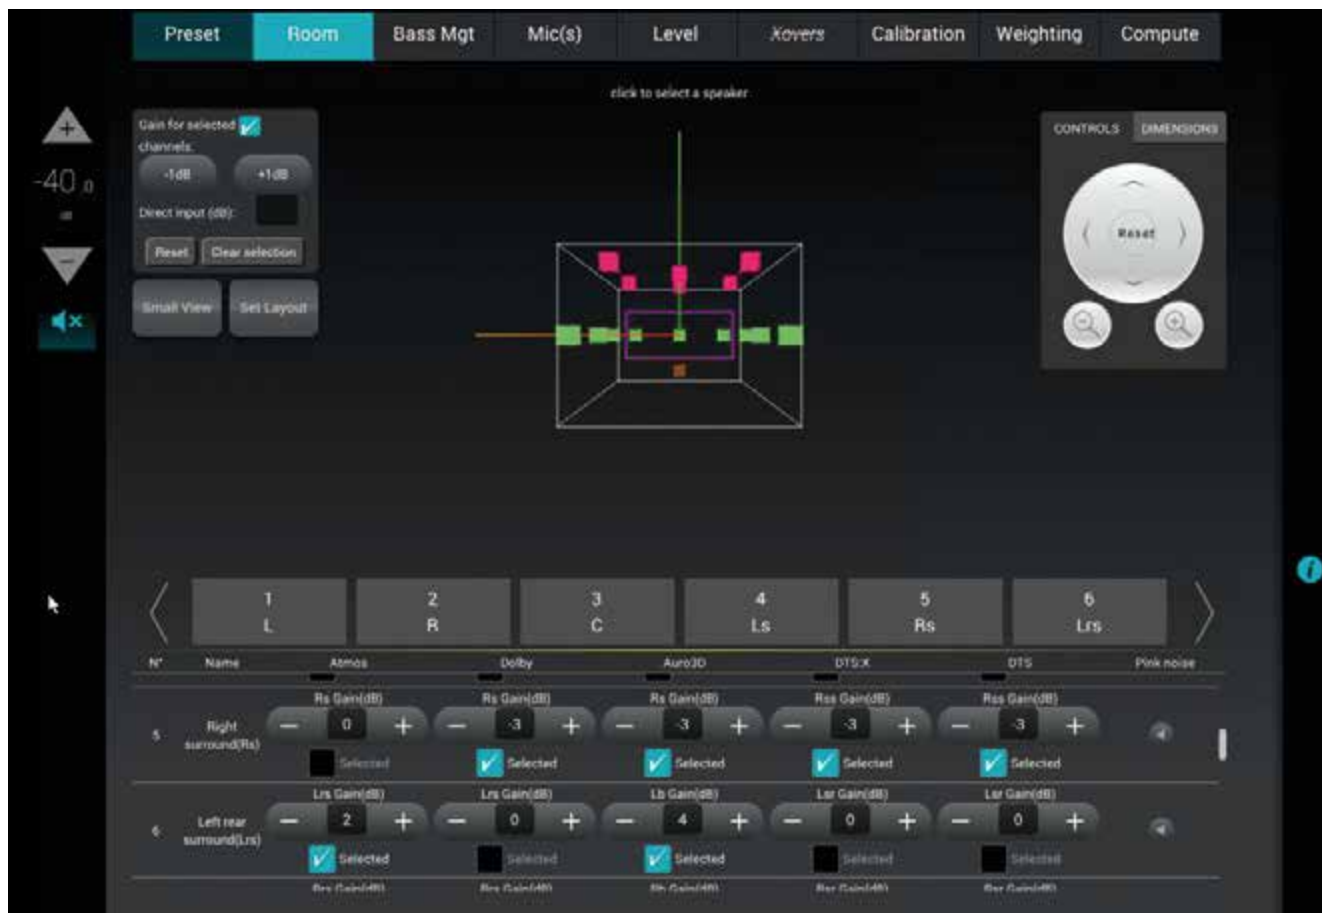 Preset Room Bass Mgt Mic(s) Level Xovers Calibration Weighting Compute
click to select a speaker
Gain for selected
channels:
-1dB +1dB
Direct input (dB):
Reset Clear selection
Small View Set Layout
+
-40.0
−
CONTROLS DIMENSIONS
Reset
i
1 2 3 4 5 6
L R C Ls Rs Lrs
N° Name Atmos Dolby Auro3D DTS:X DTS Pink noise
Rs Gain(dB) Rs Gain(dB) Rs Gain(dB) Rss Gain(dB) Rss Gain(dB)
5 Right − 0 + − -3 + − -3 + − -3 + − -3 +
surround(Rs)
Selected Selected Selected Selected Selected
Lrs Gain(dB) Lrs Gain(dB) Lb Gain(dB) Lsr Gain(dB) Lsr Gain(dB)
6 Left rear − 2 + − 0 + − 4 + − 0 + − 0 +
surround(Lrs)
Selected Selected Selected Selected Selected